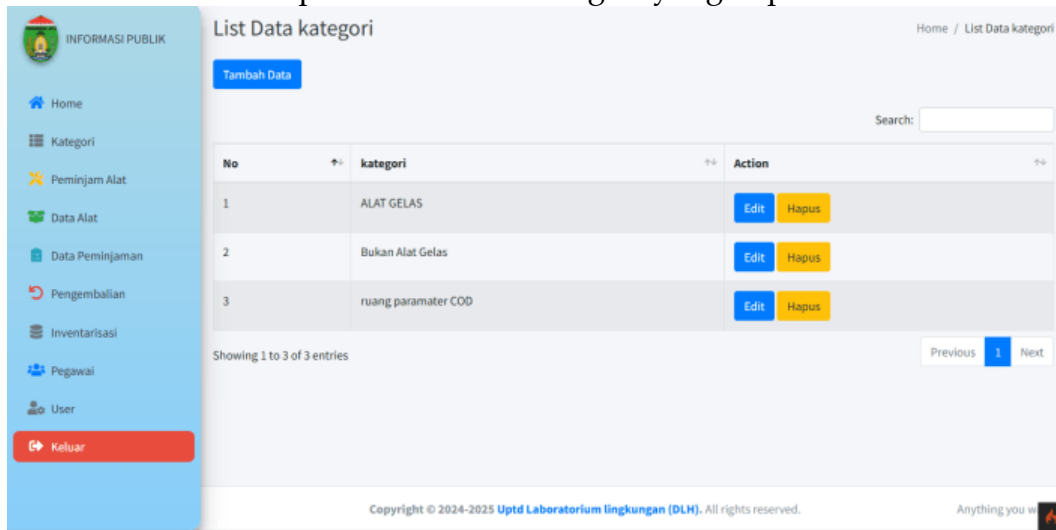 INFORMASI PUBLIK
Home
Kategori
Peminjam Alat
Data Alat
Data Peminjaman
Pengembalian
Inventarisasi
Pegawai
User
Keluar
List Data kategori
Home / List Data kategori
Tambah Data
Search:
No kategori Action
1 ALAT GELAS Edit Hapus
2 Bukan Alat Gelas Edit Hapus
3 ruang paramater COD Edit Hapus
Showing 1 to 3 of 3 entries
Previous 1 Next
Copyright © 2024-2025 Uptd Laboratorium lingkungan (DLH). All rights reserved.
Anything you w